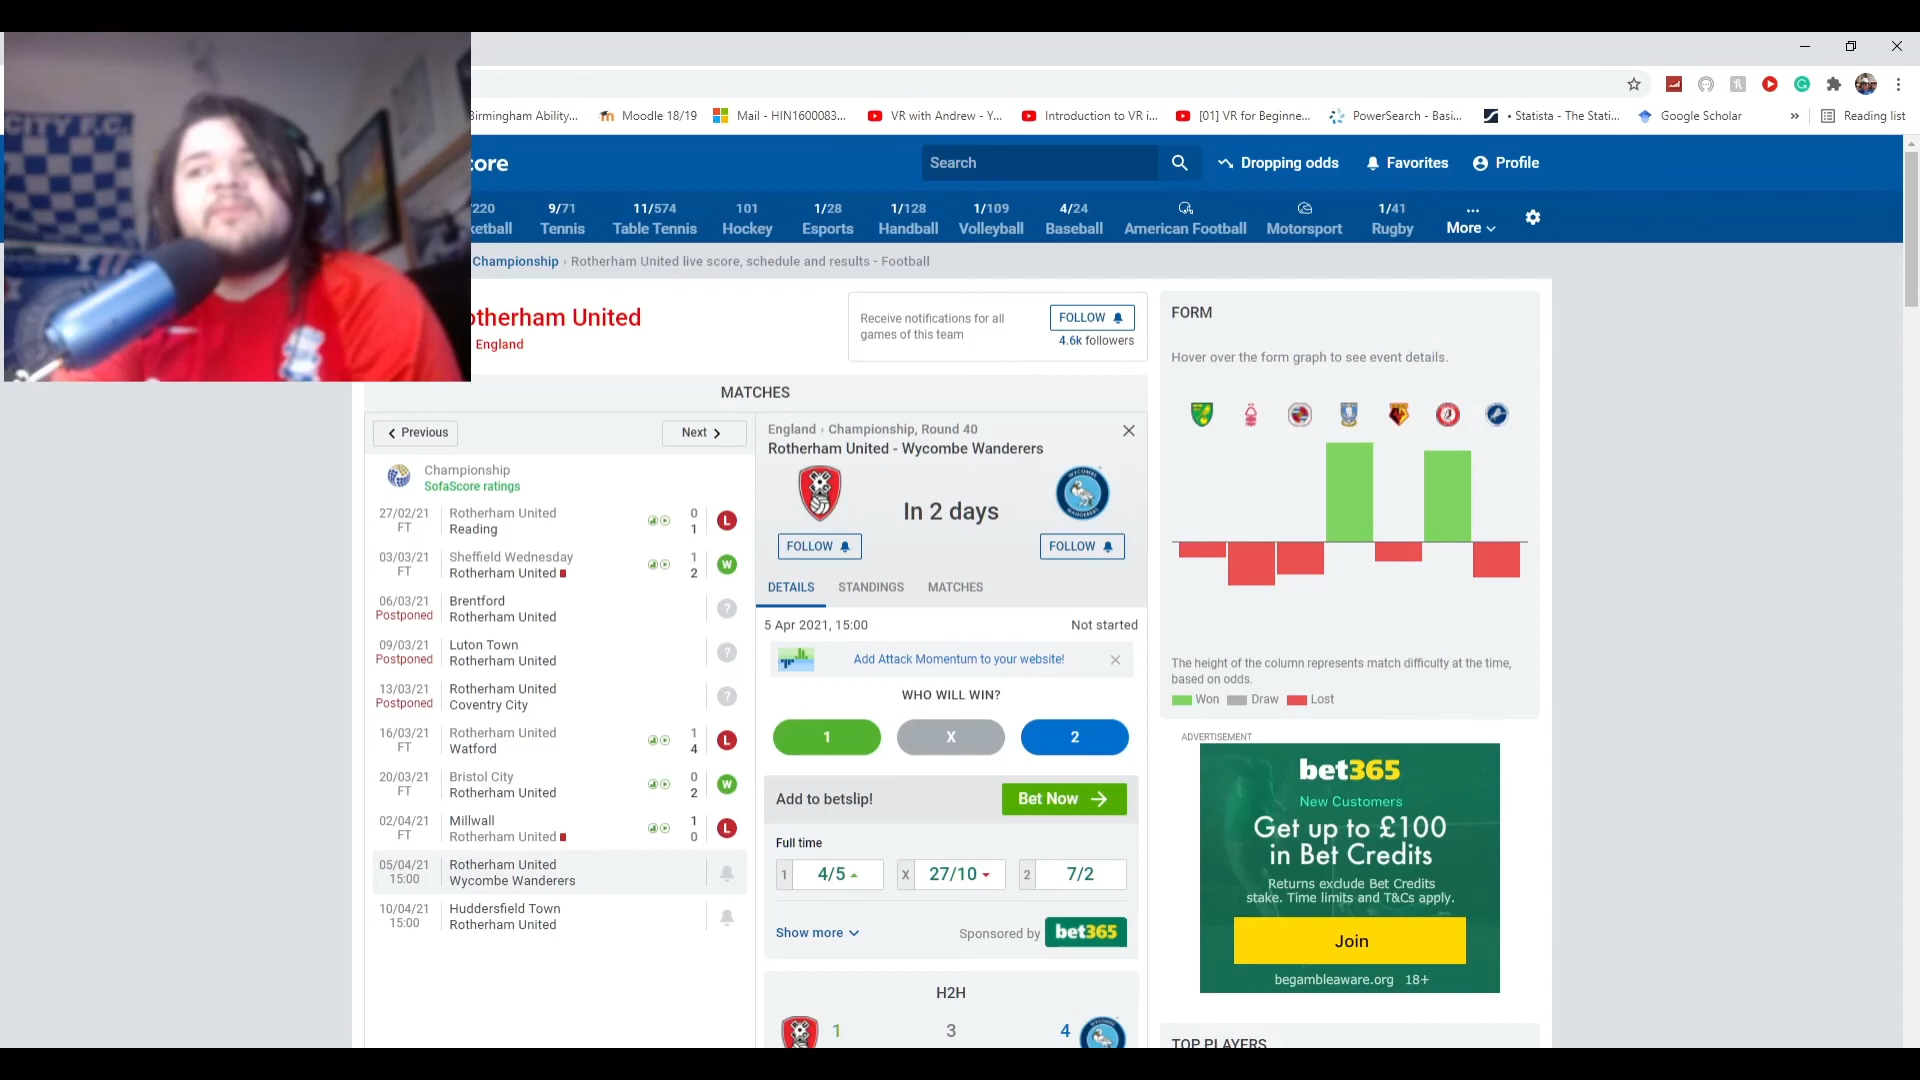 CITY F.C.
Birmingham Ability...
Moodle 18/19
Mail - HIN1600083...
VR with Andrew - Y...
Introduction to VR i...
[01] VR for Beginne...
PowerSearch - Basi...
• Statista - The Stati...
Google Scholar
»
Reading list
core
Search
Dropping odds
Favorites
Profile
/220
ketball
9/71
Tennis
11/574
Table Tennis
101
Hockey
1/28
Esports
1/128
Handball
1/109
Volleyball
4/24
Baseball
American Football
Motorsport
1/41
Rugby
...
More
Championship › Rotherham United live score, schedule and results - Football
otherham United
England
Receive notifications for all
games of this team
FOLLOW
4.6k followers
MATCHES
Previous
Next
Championship
SofaScore ratings
27/02/21
FT
Rotherham United
Reading
0
1
L
03/03/21
FT
Sheffield Wednesday
Rotherham United
1
2
W
06/03/21
Postponed
Brentford
Rotherham United
?
09/03/21
Postponed
Luton Town
Rotherham United
?
13/03/21
Postponed
Rotherham United
Coventry City
?
16/03/21
FT
Rotherham United
Watford
1
4
L
20/03/21
FT
Bristol City
Rotherham United
0
2
W
02/04/21
FT
Millwall
Rotherham United
1
0
L
05/04/21
15:00
Rotherham United
Wycombe Wanderers
10/04/21
15:00
Huddersfield Town
Rotherham United
England › Championship, Round 40
Rotherham United - Wycombe Wanderers
In 2 days
FOLLOW
FOLLOW
DETAILS
STANDINGS
MATCHES
5 Apr 2021, 15:00
Not started
Add Attack Momentum to your website!
WHO WILL WIN?
1
X
2
Add to betslip!
Bet Now
Full time
1
4/5
X
27/10
2
7/2
Show more
Sponsored by
bet365
H2H
1
3
4
FORM
Hover over the form graph to see event details.
The height of the column represents match difficulty at the time,
based on odds.
Won
Draw
Lost
ADVERTISEMENT
bet365
New Customers
Get up to £100
in Bet Credits
Returns exclude Bet Credits
stake. Time limits and T&Cs apply.
Join
begambleaware.org 18+
TOP PLAYERS